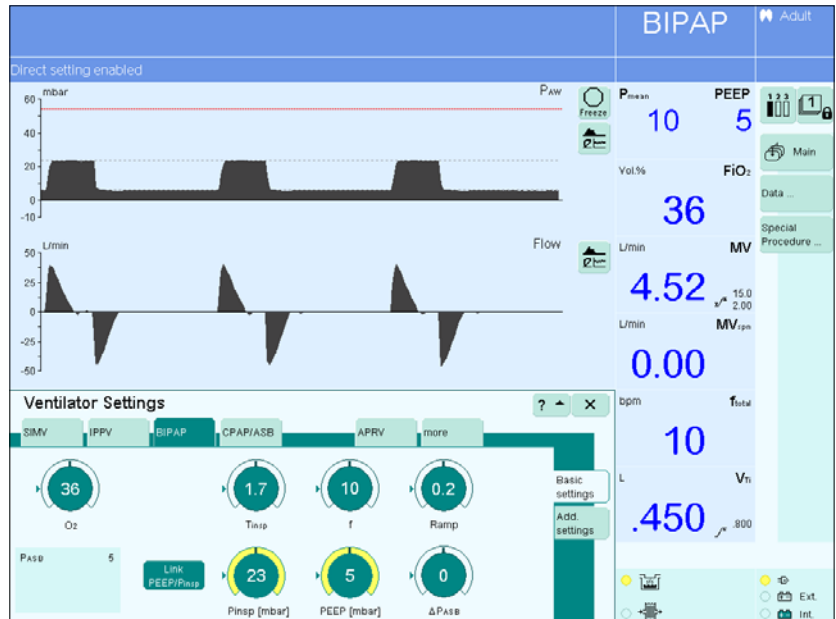 BIPAP
Adult
Direct setting enabled
mbar
PAW
60
40
20
0
-10
Freeze
L/min
Flow
50
25
0
-25
-50
Pmean PEEP
10 5
Vol.% FiO2
36
L/min MV
4.52
15.0
2.00
L/min MVspn
0.00
bpm ftotal
10
L VTi
.450
.800
1 2 3
1
Main
Data ...
Special
Procedure ...
Ventilator Settings
?
SIMV IPPV BIPAP CPAP/ASB APRV more
36 1.7 10 0.2
O2 Tinsp f Ramp
Basic
settings
Add.
settings
PASB 5
Link
PEEP/Pinsp
23 5 0
Pinsp [mbar] PEEP [mbar] ΔPASB
Ext.
Int.